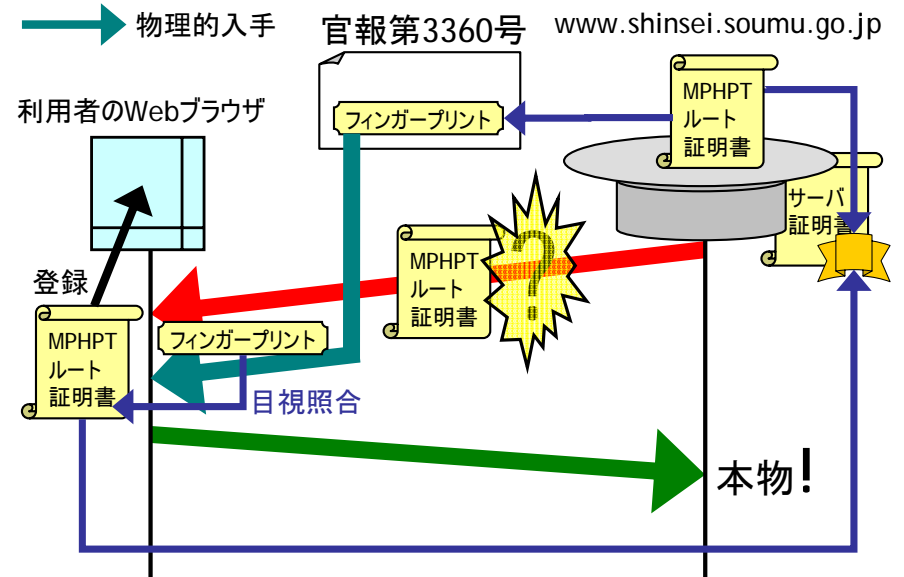 物理的入手
官報第3360号
www.shinsei.soumu.go.jp
利用者のWebブラウザ
フィンガープリント
MPHPT
ルート
証明書
サーバ
証明書
MPHPT
ルート
証明書
?
登録
MPHPT
ルート
証明書
フィンガープリント
目視照合
本物!